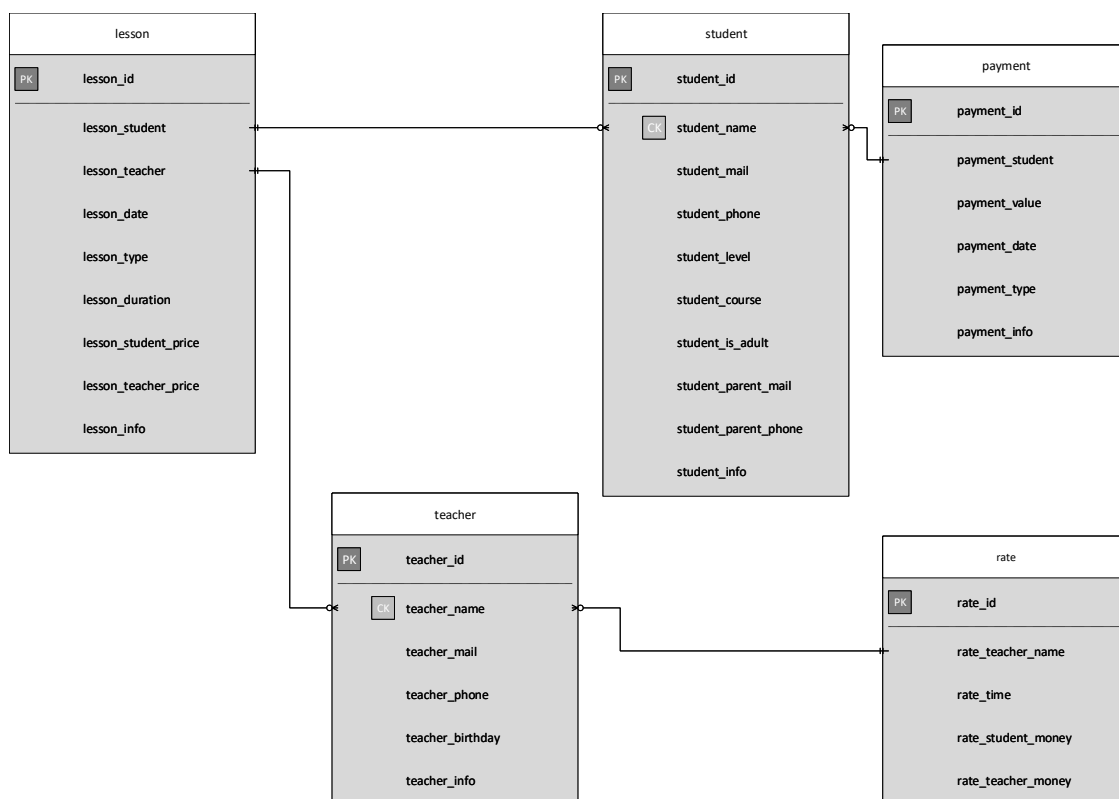 lesson
PK lesson_id
lesson_student
lesson_teacher
lesson_date
lesson_type
lesson_duration
lesson_student_price
lesson_teacher_price
lesson_info
student
PK student_id
CK student_name
student_mail
student_phone
student_level
student_course
student_is_adult
student_parent_mail
student_parent_phone
student_info
payment
PK payment_id
payment_student
payment_value
payment_date
payment_type
payment_info
teacher
PK teacher_id
CK teacher_name
teacher_mail
teacher_phone
teacher_birthday
teacher_info
rate
PK rate_id
rate_teacher_name
rate_time
rate_student_money
rate_teacher_money